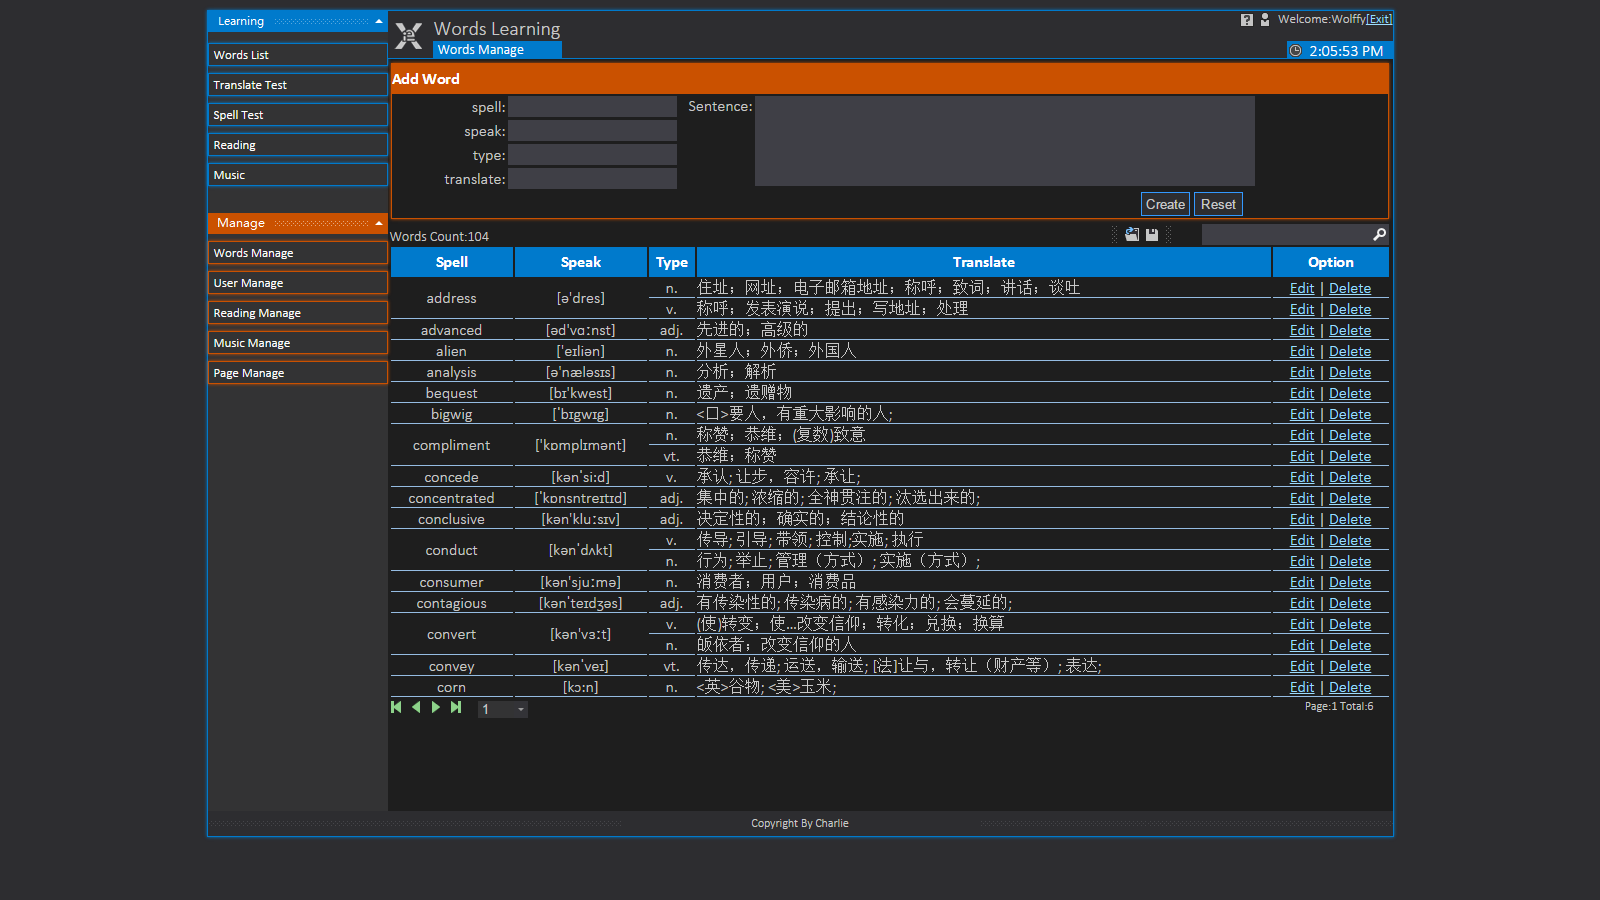 Learning
Words List
Translate Test
Spell Test
Reading
Music
Manage
Words Manage
User Manage
Reading Manage
Music Manage
Page Manage
Words Learning
Words Manage
Welcome:Wolffy[Exit]
2:05:53 PM
Add Word
spell:
speak:
type:
translate:
Sentence:
Create Reset
Words Count:104
Spell Speak Type Translate Option
address [ə'dres] n. 住址；网址；电子邮箱地址；称呼；致词；讲话；谈吐 Edit | Delete
v. 称呼；发表演说；提出；写地址；处理 Edit | Delete
advanced [əd'vɑːnst] adj. 先进的；高级的 Edit | Delete
alien ['eɪliən] n. 外星人；外侨；外国人 Edit | Delete
analysis [ə'næləsɪs] n. 分析；解析 Edit | Delete
bequest [bɪ'kwest] n. 遗产；遗赠物 Edit | Delete
bigwig ['bɪgwɪg] n. <口>要人，有重大影响的人; Edit | Delete
compliment ['kɒmplɪmənt] n. 称赞；恭维；(复数)致意 Edit | Delete
vt. 恭维；称赞 Edit | Delete
concede [kən'siːd] v. 承认; 让步，容许; 承让; Edit | Delete
concentrated ['kɒnsntreɪtɪd] adj. 集中的; 浓缩的; 全神贯注的; 汰选出来的; Edit | Delete
conclusive [kən'kluːsɪv] adj. 决定性的；确实的；结论性的 Edit | Delete
conduct [kən'dʌkt] v. 传导; 引导; 带领; 控制;实施; 执行 Edit | Delete
n. 行为; 举止; 管理（方式）; 实施（方式）; Edit | Delete
consumer [kən'sjuːmə] n. 消费者；用户；消费品 Edit | Delete
contagious [kən'teɪdʒəs] adj. 有传染性的; 传染病的; 有感染力的; 会蔓延的; Edit | Delete
convert [kən'vɜːt] v. (使)转变；使...改变信仰；转化；兑换；换算 Edit | Delete
n. 皈依者；改变信仰的人 Edit | Delete
convey [kən'veɪ] vt. 传达，传递; 运送，输送; [法]让与，转让（财产等）; 表达; Edit | Delete
corn [kɔːn] n. <英>谷物; <美>玉米; Edit | Delete
1
Page:1 Total:6
Copyright By Charlie